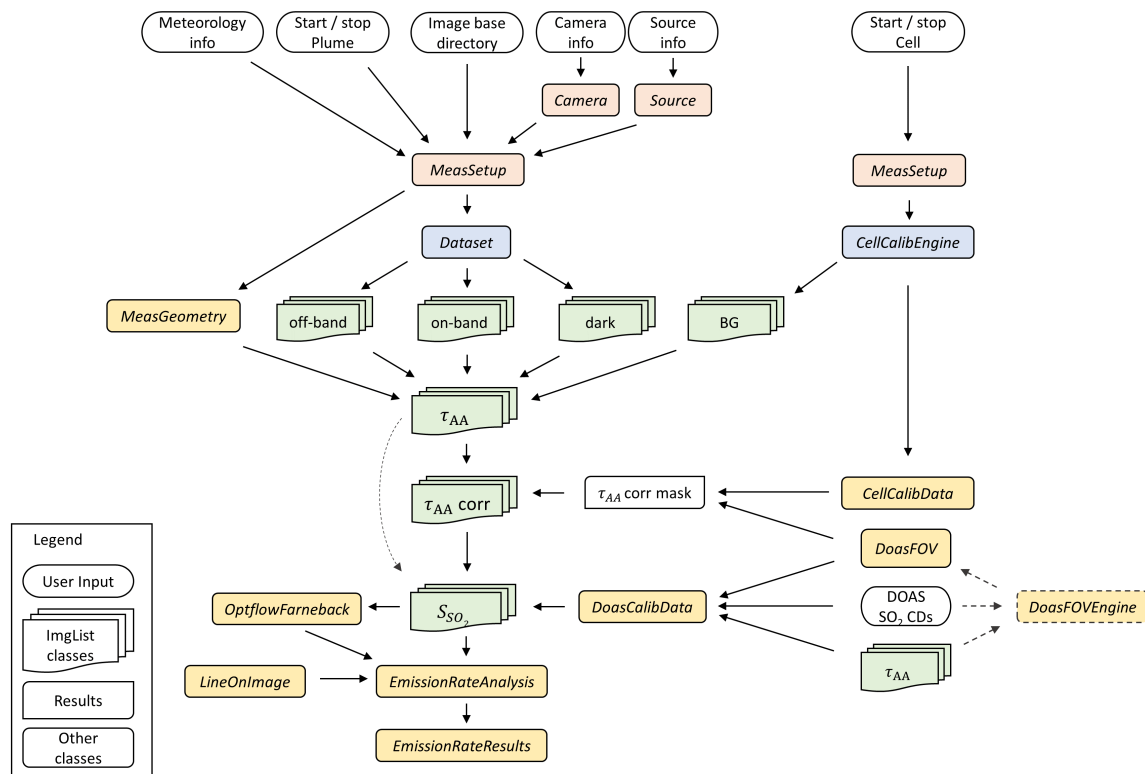 Meteorology
info
Start / stop
Plume
Image base
directory
Camera
info
Source
info
Start / stop
Cell
Camera
Source
MeasSetup
MeasSetup
Dataset
CellCalibEngine
MeasGeometry
off-band
on-band
dark
BG
τAA
τAA corr
τAA corr mask
CellCalibData
DoasFOV
Legend
User Input
ImgList
classes
Results
Other
classes
OptflowFarneback
SSO2
DoasCalibData
DOAS
SO2 CDs
DoasFOVEngine
LineOnImage
EmissionRateAnalysis
τAA
EmissionRateResults